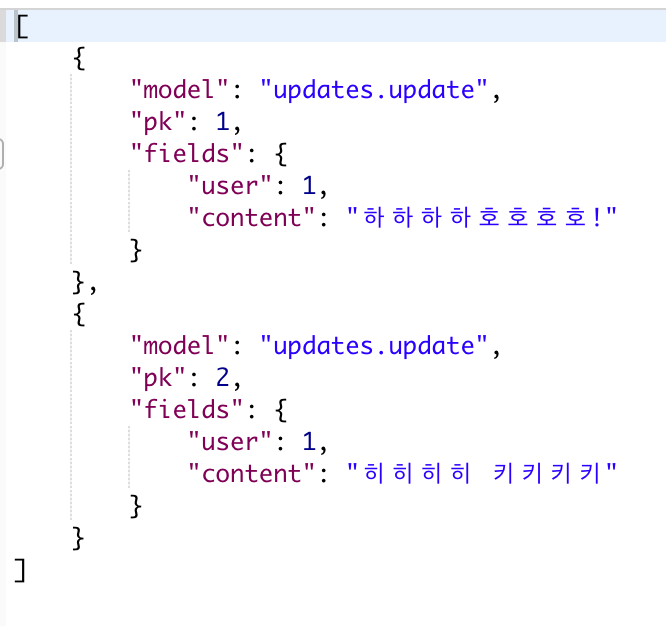 [
    {
        "model": "updates.update",
        "pk": 1,
        "fields": {
            "user": 1,
            "content": "하하하하호호호호!"
        }
    },
    {
        "model": "updates.update",
        "pk": 2,
        "fields": {
            "user": 1,
            "content": "히히히히 키키키키"
        }
    }
]